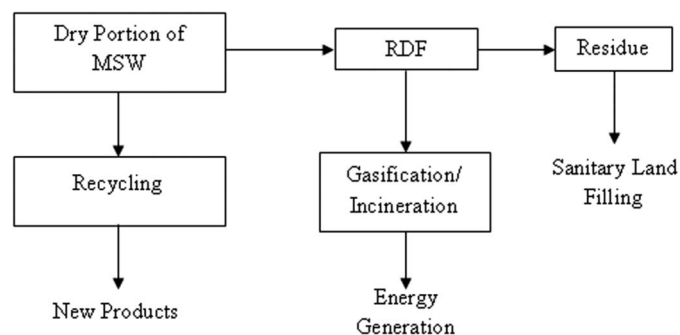 Dry Portion of
MSW
RDF
Residue
Recycling
Gasification/
Incineration
Sanitary Land
Filling
New Products
Energy
Generation